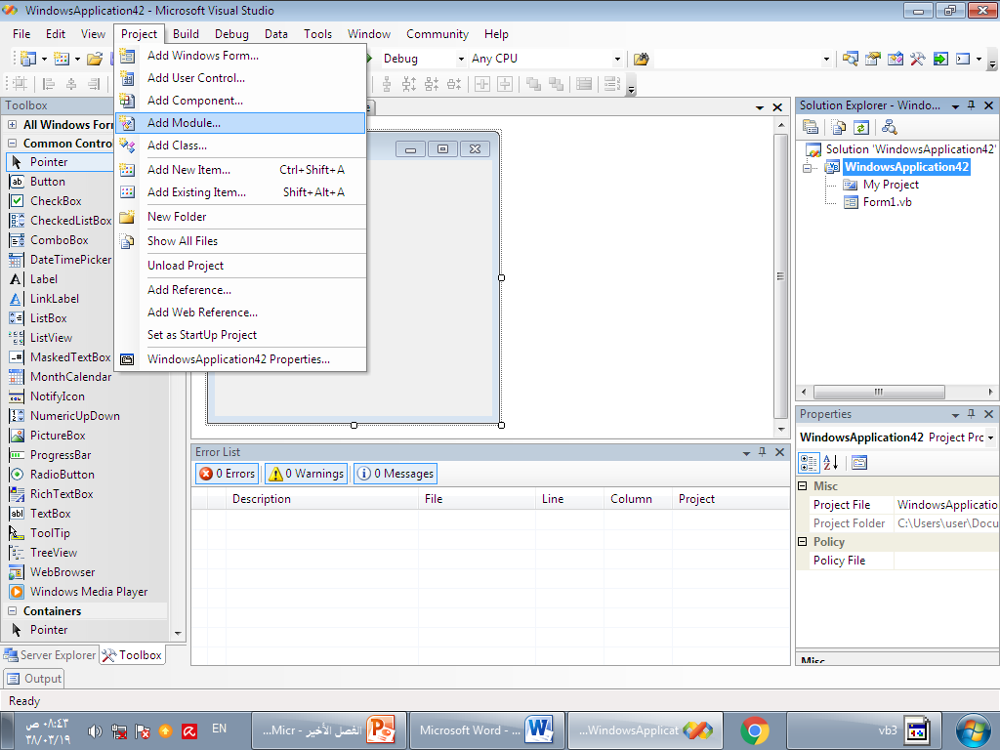 WindowsApplication42 - Microsoft Visual Studio
File Edit View Project Build Debug Data Tools Window Community Help
Debug Any CPU
Toolbox
All Windows For
Common Contro
Pointer
Button
CheckBox
CheckedListBox
ComboBox
DateTimePicker
Label
LinkLabel
ListBox
ListView
MaskedTextBox
MonthCalendar
NotifyIcon
NumericUpDown
PictureBox
ProgressBar
RadioButton
RichTextBox
TextBox
ToolTip
TreeView
WebBrowser
Windows Media Player
Containers
Pointer
Server Explorer Toolbox
Output
Ready
Add Windows Form...
Add User Control...
Add Component...
Add Module...
Add Class...
Add New Item... Ctrl+Shift+A
Add Existing Item... Shift+Alt+A
New Folder
Show All Files
Unload Project
Add Reference...
Add Web Reference...
Set as StartUp Project
WindowsApplication42 Properties...
Error List
0 Errors 0 Warnings 0 Messages
Description File Line Column Project
Solution Explorer - Windo...
Solution 'WindowsApplication42'
WindowsApplication42
My Project
Form1.vb
Properties
WindowsApplication42 Project Prc
Misc
Project File WindowsApplicatio
Project Folder C:\Users\user\Docu
Policy
Policy File
Misc
٠٨:٤٣ ص
٣٨/٠٣/١٩
EN
الفصل الأخير - Micr...
Microsoft Word - ...
...WindowsApplicat
vb3